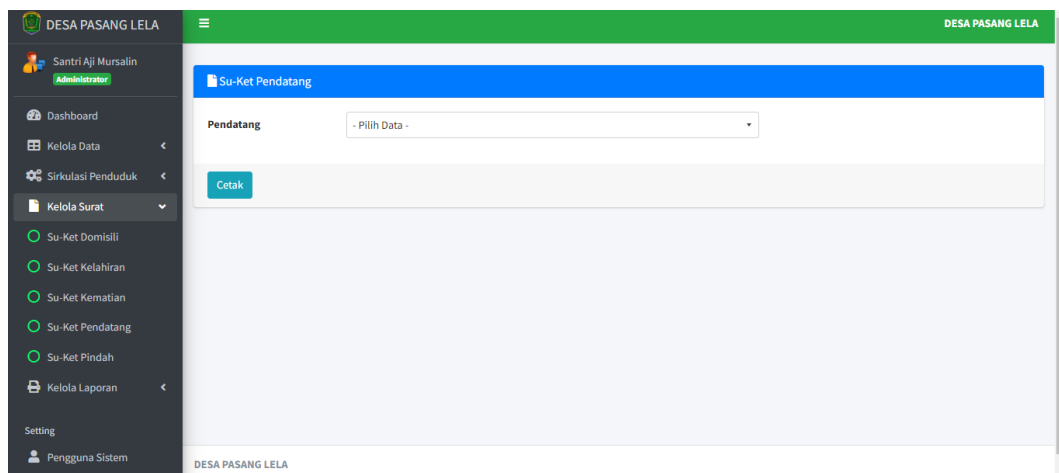 DESA PASANG LELA
DESA PASANG LELA
Santri Aji Mursalin
Administrator
Dashboard
Kelola Data
Sirkulasi Penduduk
Kelola Surat
Su-Ket Domisili
Su-Ket Kelahiran
Su-Ket Kematian
Su-Ket Pendatang
Su-Ket Pindah
Kelola Laporan
Setting
Pengguna Sistem
Su-Ket Pendatang
Pendatang
- Pilih Data -
Cetak
DESA PASANG LELA